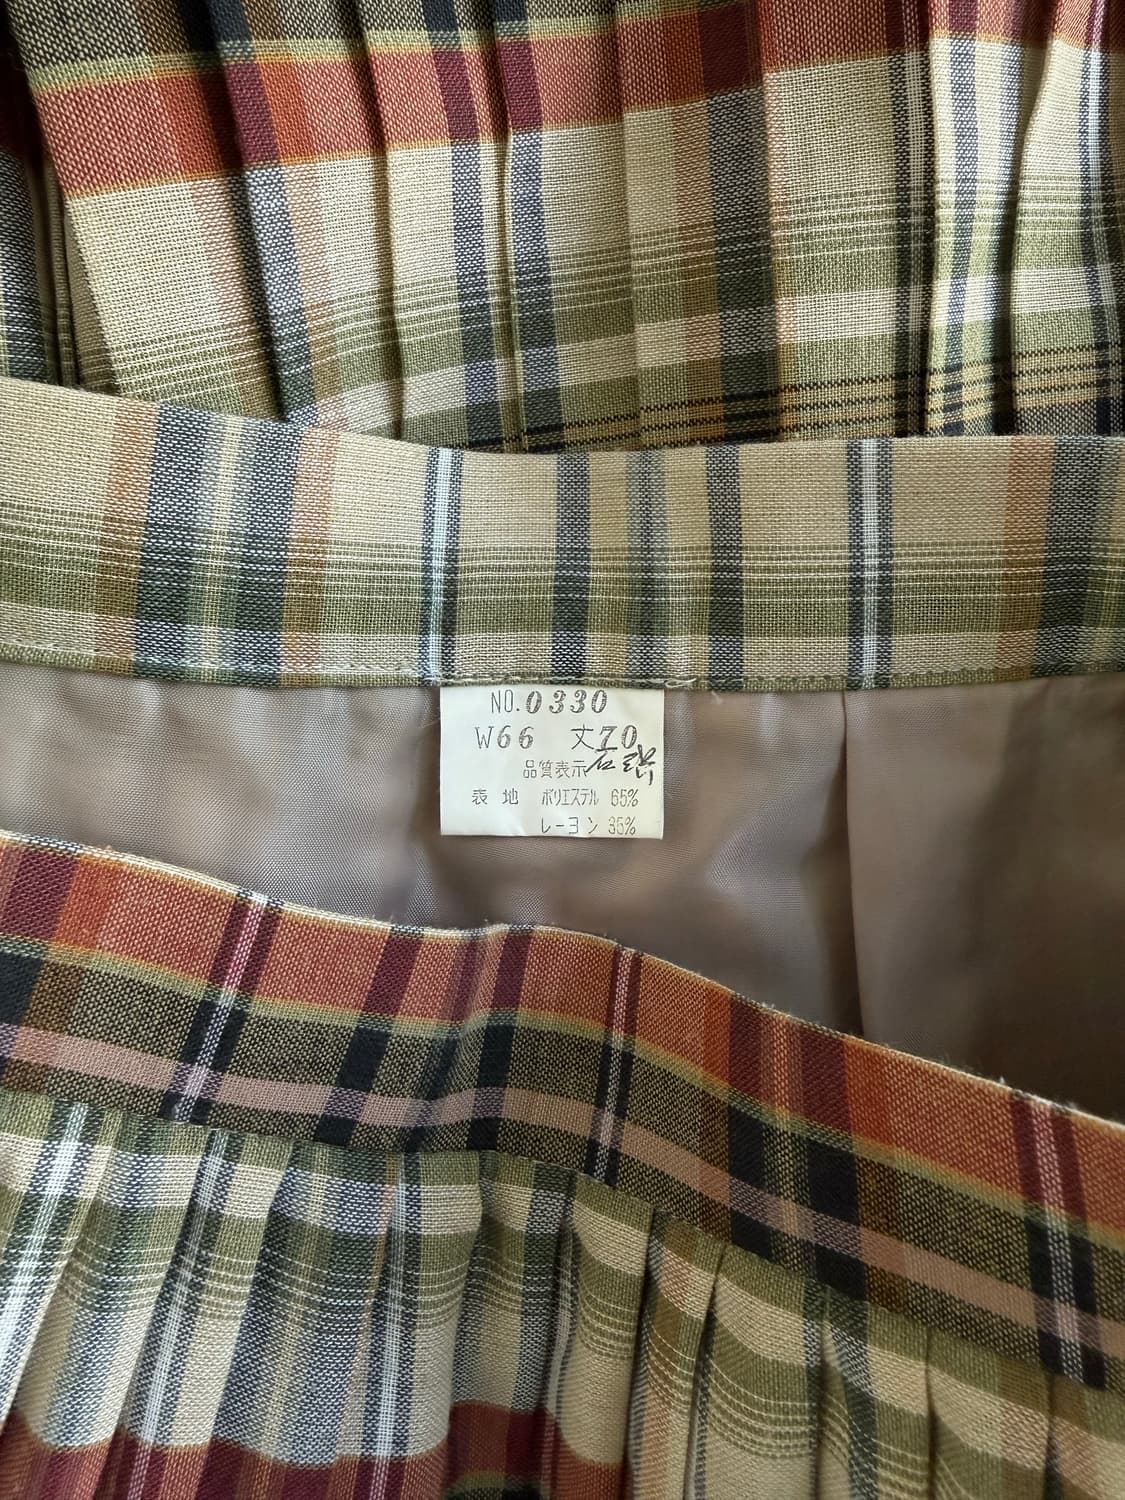 NO.0330
W66 丈70
品質表示
表 地 ポリエステル 65%
レーヨン 35%